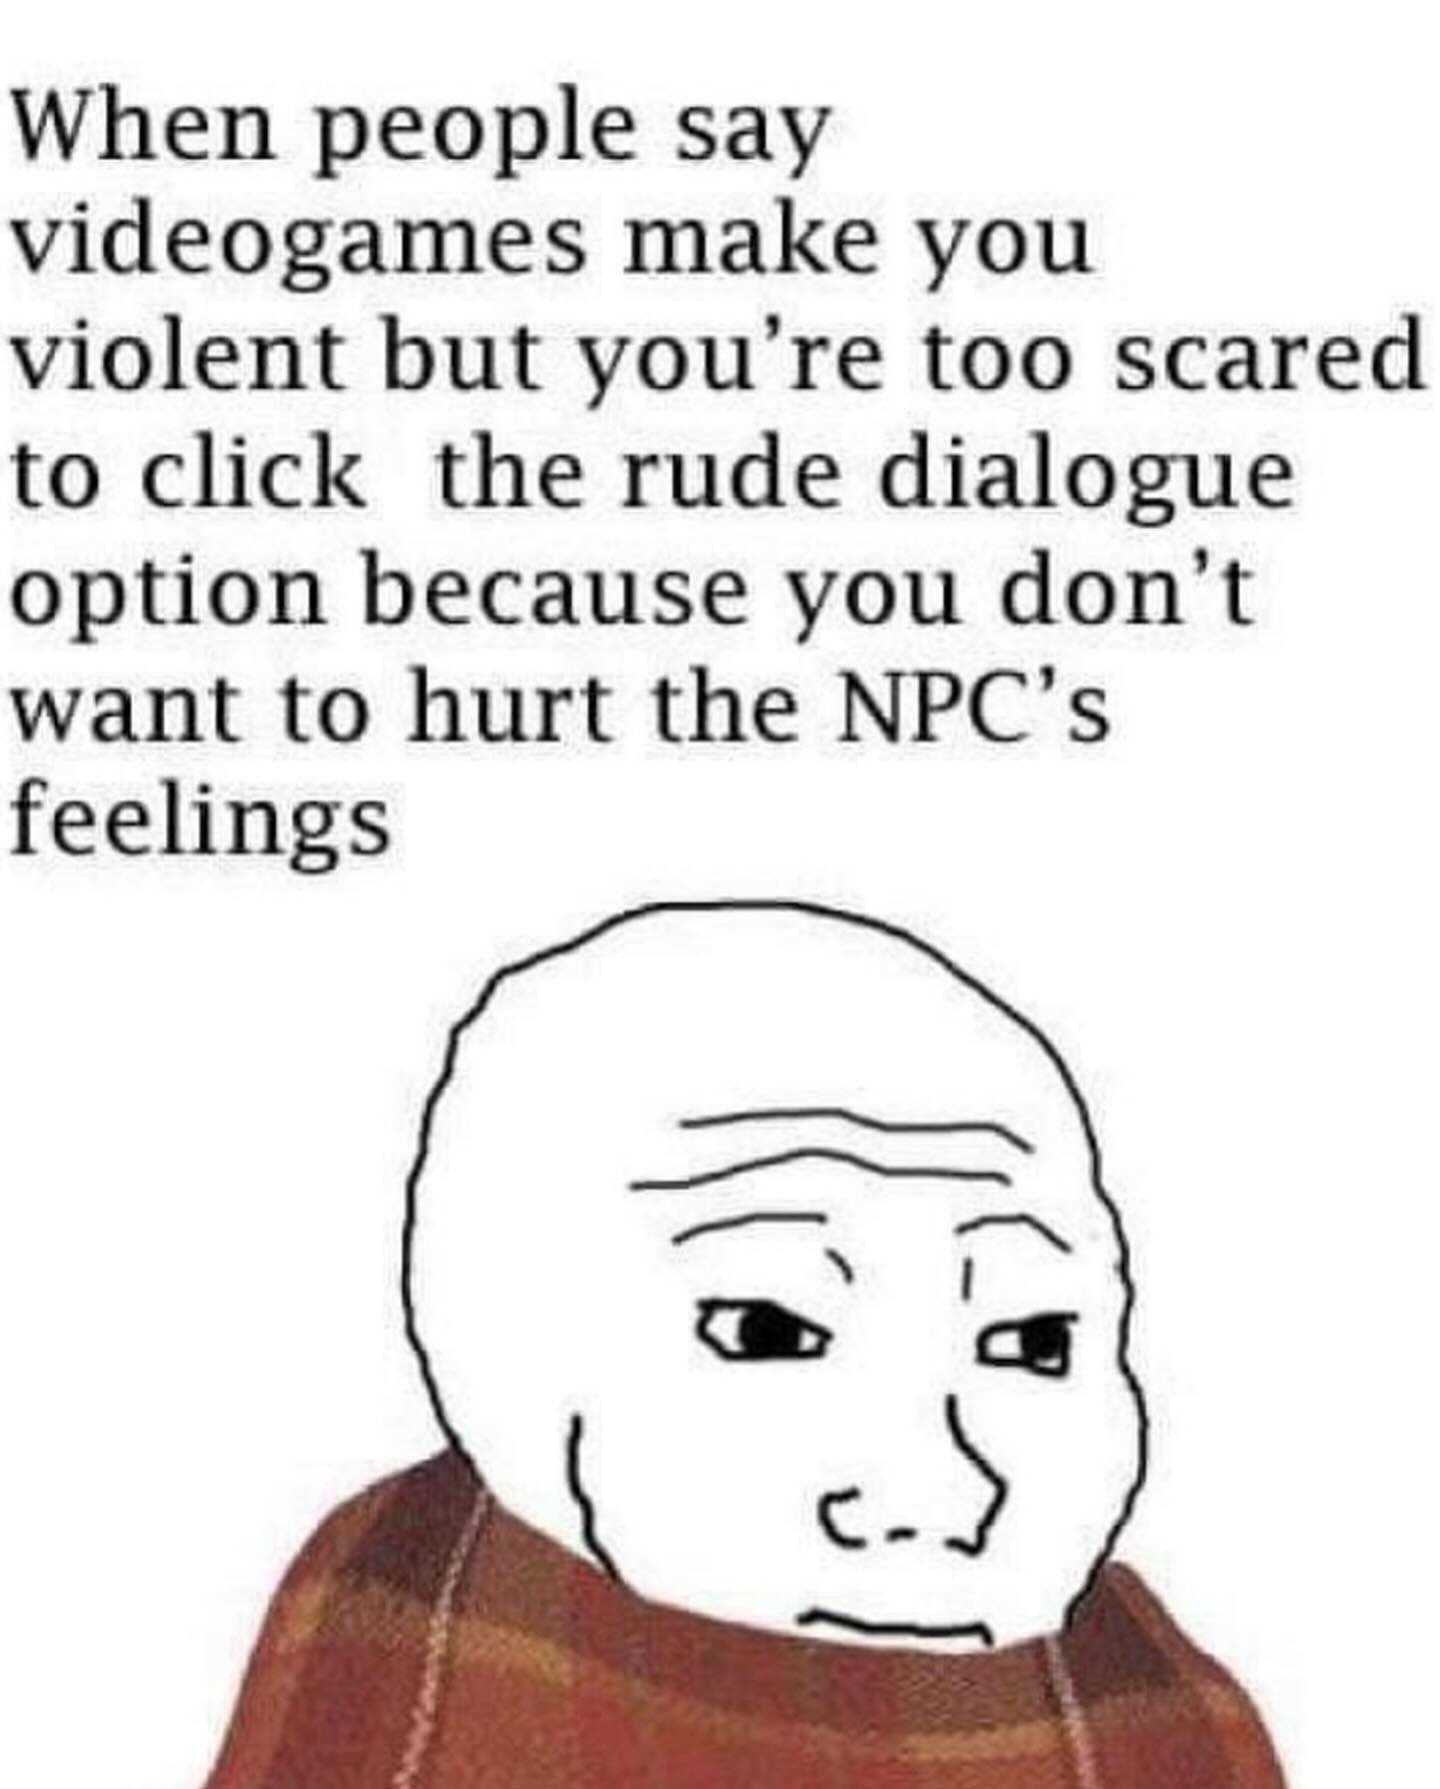 When people say
videogames make you
violent but you’re too scared
to click  the rude dialogue
option because you don’t
want to hurt the NPC’s
feelings